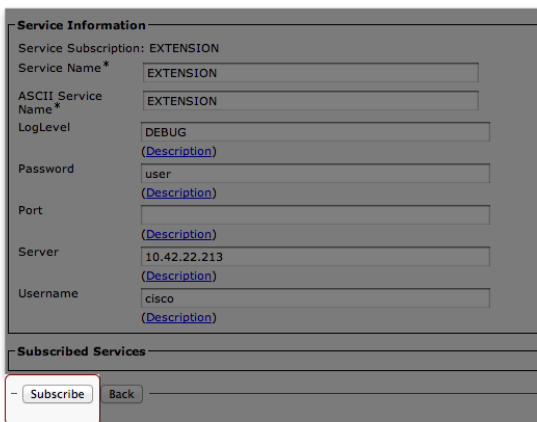 Service Information
Service Subscription: EXTENSION
Service Name* EXTENSION
ASCII Service Name* EXTENSION
LogLevel DEBUG
(Description)
Password user
(Description)
Port
(Description)
Server 10.42.22.213
(Description)
Username cisco
(Description)
Subscribed Services
Subscribe Back